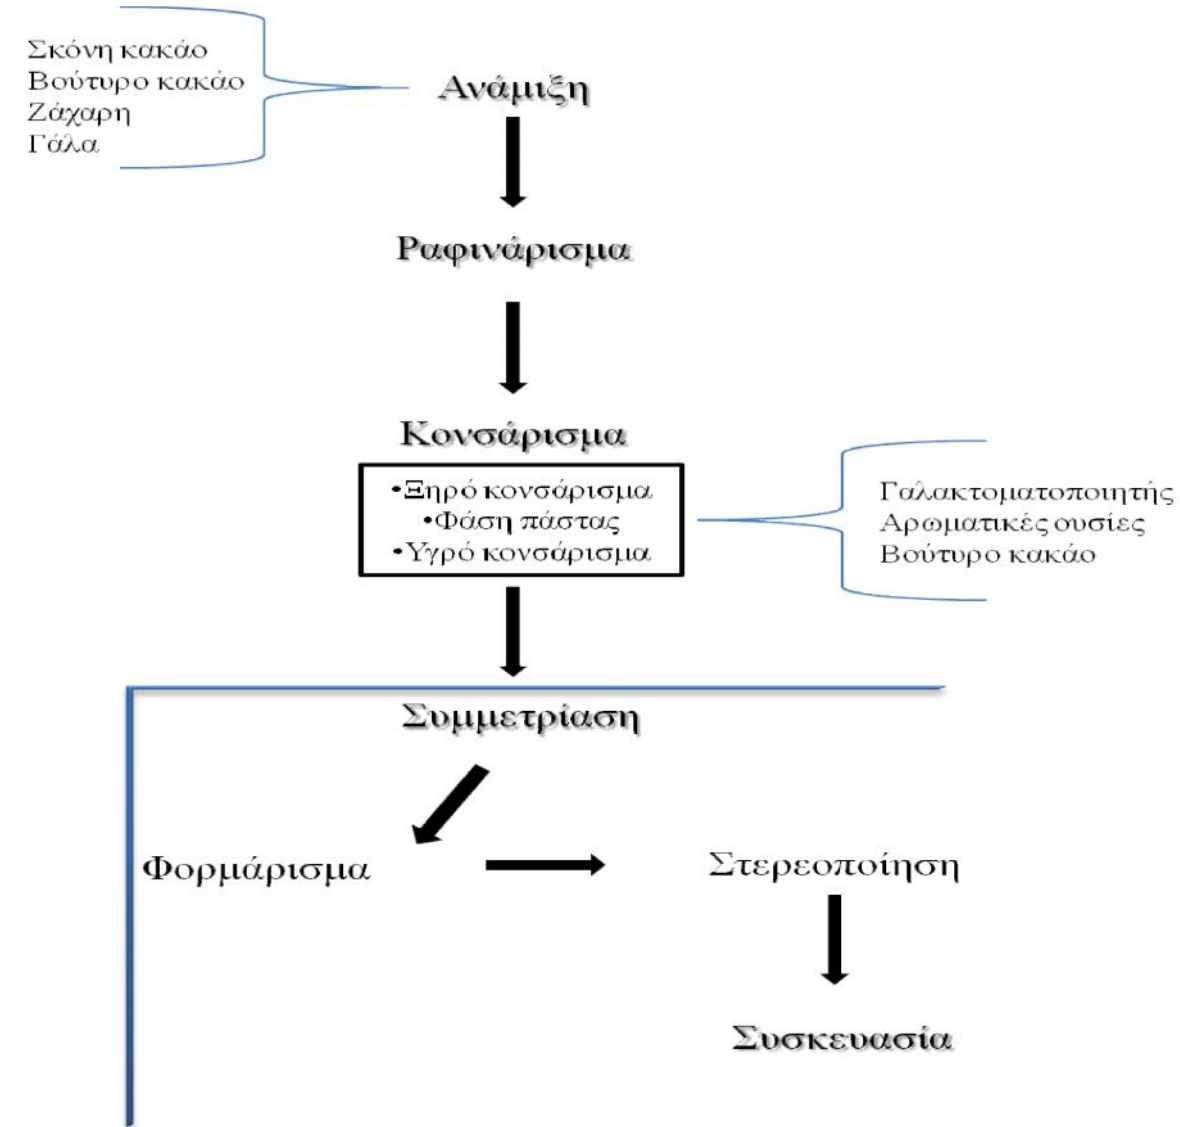 Σκόνη κακάο
Βούτυρο κακάο
Ζάχαρη
Γάλα
Ανάμιξη
Ραφινάρισμα
Κονσάρισμα
•Ξηρό κονσάρισμα
•Φάση πάστας
•Υγρό κονσάρισμα
Γαλακτοματοποιητής
Αρωματικές ουσίες
Βούτυρο κακάο
Συμμετρίαση
Φορμάρισμα
Στερεοποίηση
Συσκευασία